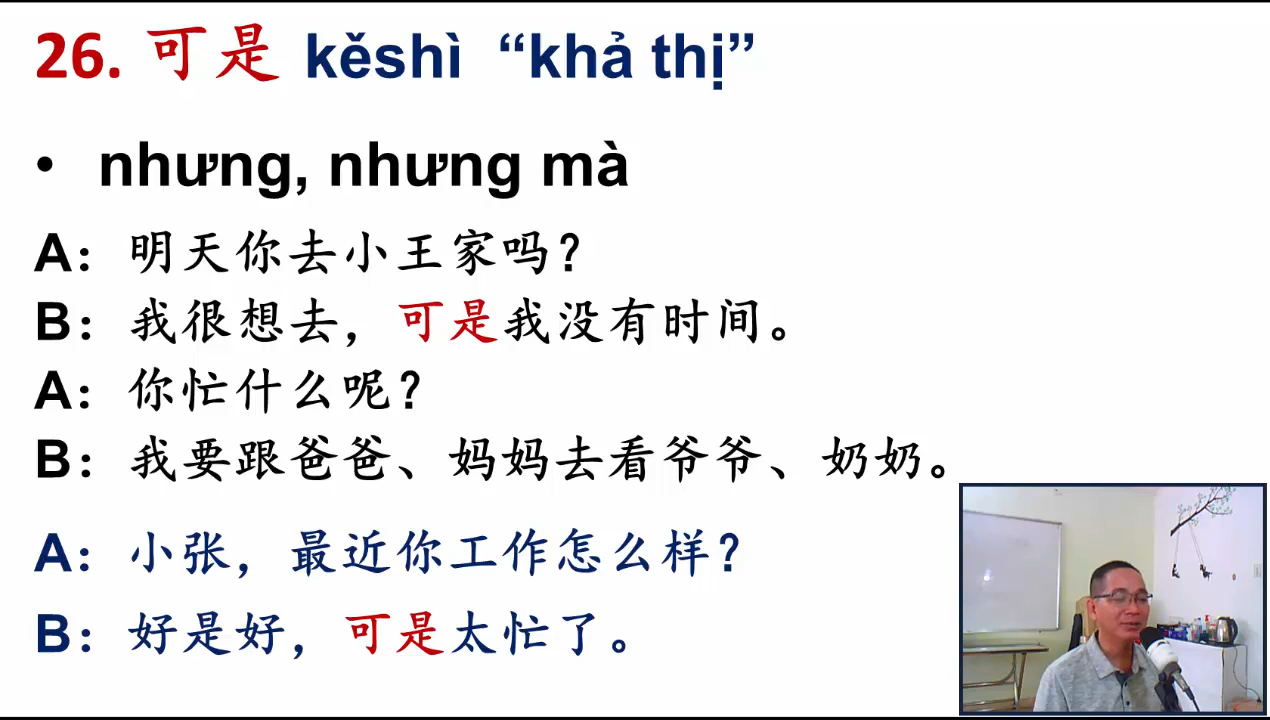 26. 可是 kěshì “khả thị”
• nhưng, nhưng mà
A：明天你去小王家吗？
B：我很想去，可是我没有时间。
A：你忙什么呢？
B：我要跟爸爸、妈妈去看爷爷、奶奶。
A：小张，最近你工作怎么样？
B：好是好，可是太忙了。